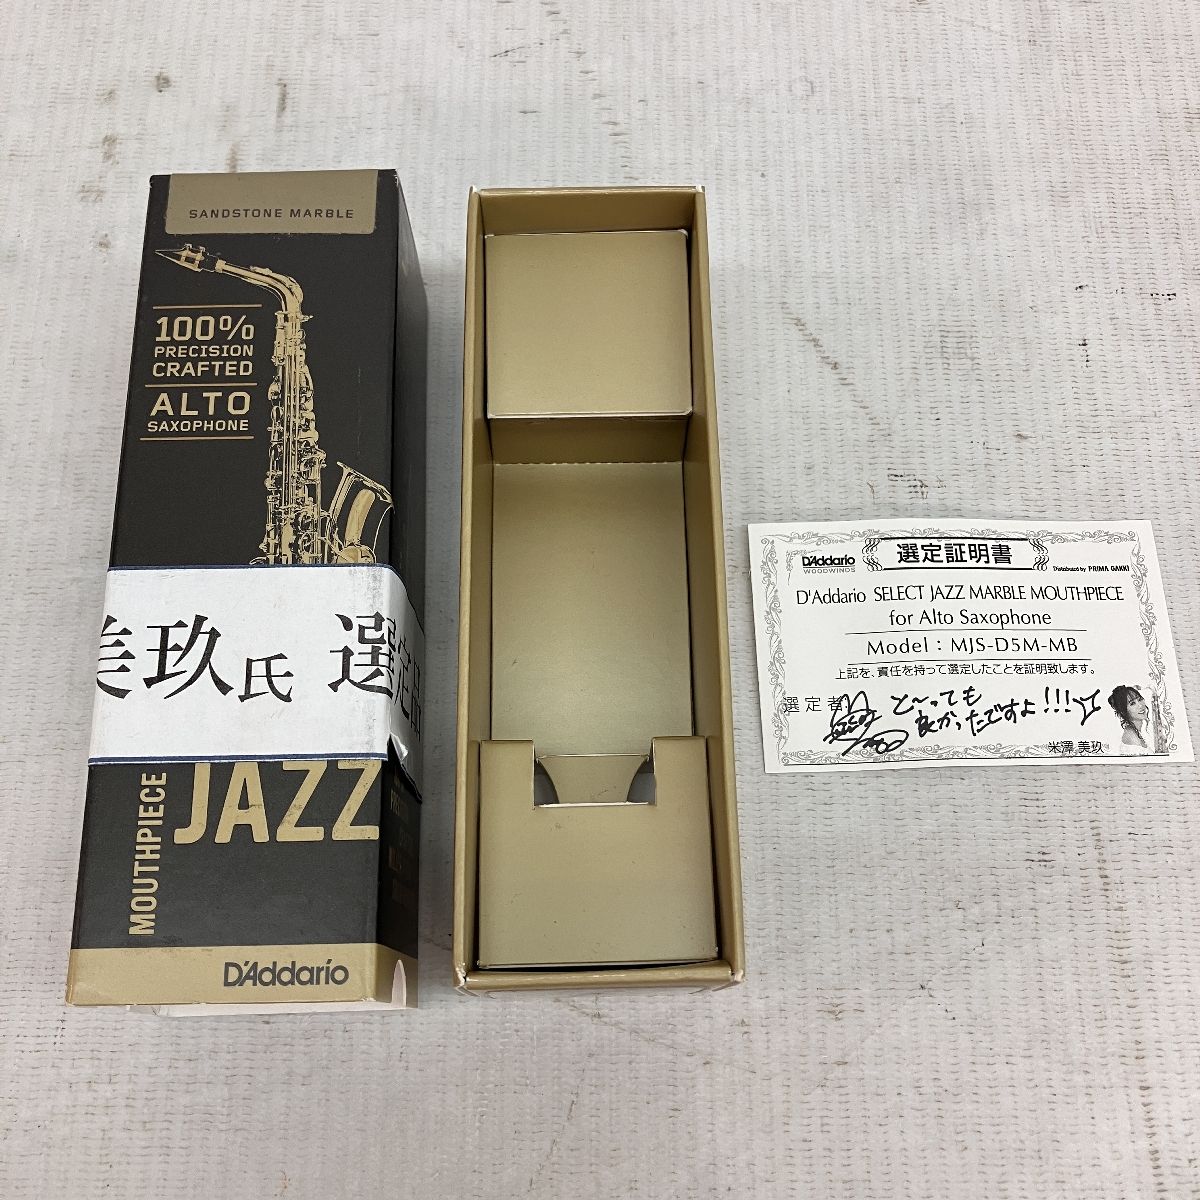 SANDSTONE MARBLE
100%
PRECISION
CRAFTED
ALTO
SAXOPHONE
美玖氏 選定品
MOUTHPIECE
JAZZ
D'Addario
D'Addario
WOODWINDS
選定証明書
Distributed by PRIMA GAKKI
D'Addario SELECT JAZZ MARBLE MOUTHPIECE
for Alto Saxophone
Model : MJS-D5M-MB
上記を、責任を持って選定したことを証明致します。
選定者
と〜っても
良かったですよ!!!
米澤 美玖